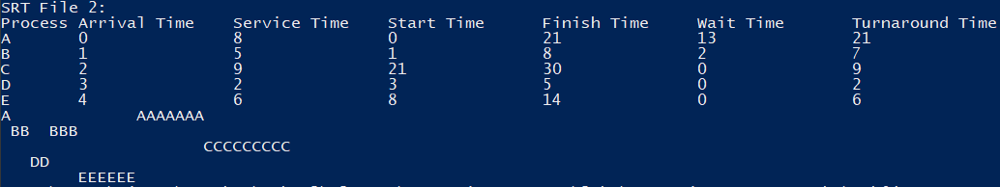 SRT File 2:
Process Arrival Time    Service Time    Start Time      Finish Time     Wait Time       Turnaround Time
A       0               8               0               21              13              21
B       1               5               1               8               2               7
C       2               9               21              30              0               9
D       3               2               3               5               0               2
E       4               6               8               14              0               6
A             AAAAAAA
 BB  BBB
                     CCCCCCCCC
   DD
        EEEEEE